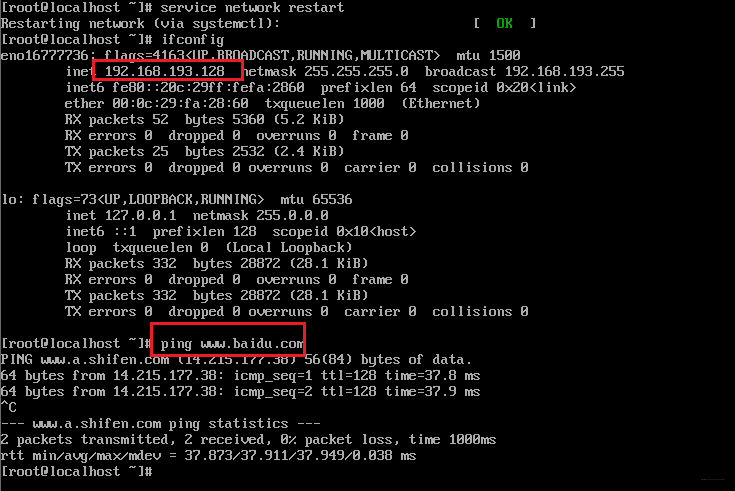 [root@localhost ~]# service network restart
Restarting network (via systemctl):                        [  OK  ]
[root@localhost ~]# ifconfig
eno16777736: flags=4163<UP,BROADCAST,RUNNING,MULTICAST>  mtu 1500
        inet 192.168.193.128  netmask 255.255.255.0  broadcast 192.168.193.255
        inet6 fe80::20c:29ff:fefa:2860  prefixlen 64  scopeid 0x20<link>
        ether 00:0c:29:fa:28:60  txqueuelen 1000  (Ethernet)
        RX packets 52  bytes 5360 (5.2 KiB)
        RX errors 0  dropped 0  overruns 0  frame 0
        TX packets 25  bytes 2532 (2.4 KiB)
        TX errors 0  dropped 0 overruns 0  carrier 0  collisions 0

lo: flags=73<UP,LOOPBACK,RUNNING>  mtu 65536
        inet 127.0.0.1  netmask 255.0.0.0
        inet6 ::1  prefixlen 128  scopeid 0x10<host>
        loop  txqueuelen 0  (Local Loopback)
        RX packets 332  bytes 28872 (28.1 KiB)
        RX errors 0  dropped 0  overruns 0  frame 0
        TX packets 332  bytes 28872 (28.1 KiB)
        TX errors 0  dropped 0 overruns 0  carrier 0  collisions 0

[root@localhost ~]# ping www.baidu.com
PING www.a.shifen.com (14.215.177.38) 56(84) bytes of data.
64 bytes from 14.215.177.38: icmp_seq=1 ttl=128 time=37.8 ms
64 bytes from 14.215.177.38: icmp_seq=2 ttl=128 time=37.9 ms
^C
--- www.a.shifen.com ping statistics ---
2 packets transmitted, 2 received, 0% packet loss, time 1000ms
rtt min/avg/max/mdev = 37.873/37.911/37.949/0.038 ms
[root@localhost ~]#